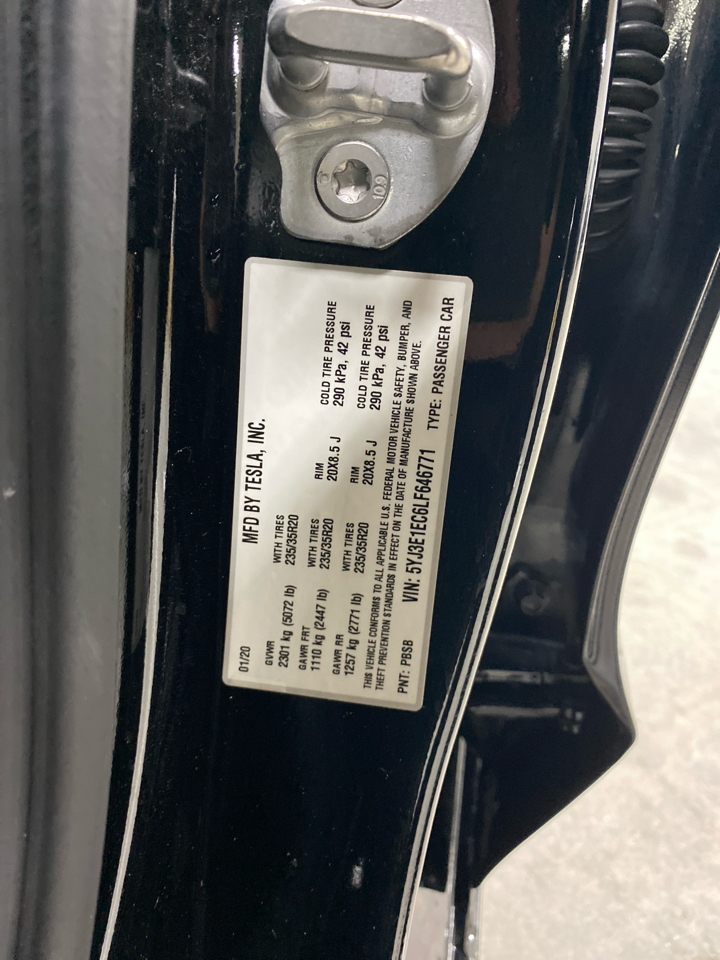 10.9
01/20 MFD BY TESLA, INC.
GVWR WITH TIRES
2301 kg (5072 lb) 235/35R20
GAWR FRT WITH TIRES RIM COLD TIRE PRESSURE
1110 kg (2447 lb) 235/35R20 20X8.5 J 290 kPa, 42 psi
GAWR RR WITH TIRES RIM COLD TIRE PRESSURE
1257 kg (2771 lb) 235/35R20 20X8.5 J 290 kPa, 42 psi
THIS VEHICLE CONFORMS TO ALL APPLICABLE U.S. FEDERAL MOTOR VEHICLE SAFETY, BUMPER, AND
THEFT PREVENTION STANDARDS IN EFFECT ON THE DATE OF MANUFACTURE SHOWN ABOVE.
PNT: PBSB VIN: 5YJ3E1EC6LF646771 TYPE: PASSENGER CAR